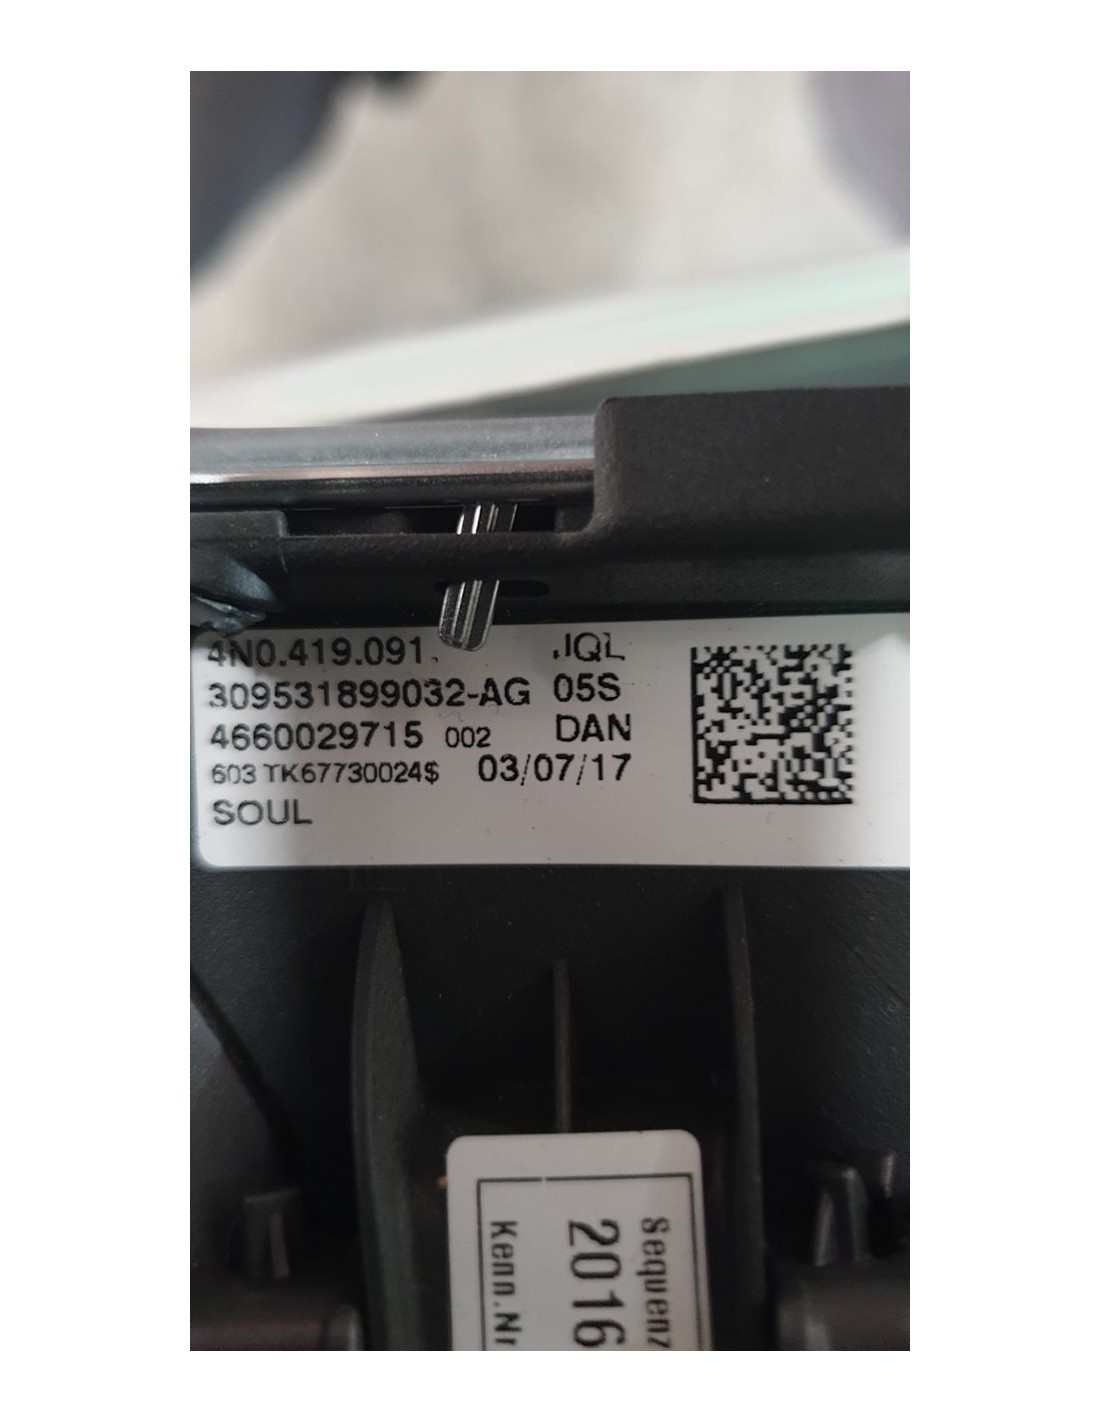 4N0.419.091 JQL
309531899032-AG 05S
4660029715 002 DAN
603 TK67730024$ 03/07/17
SOUL
Sequenz
2016
Kenn.Nr